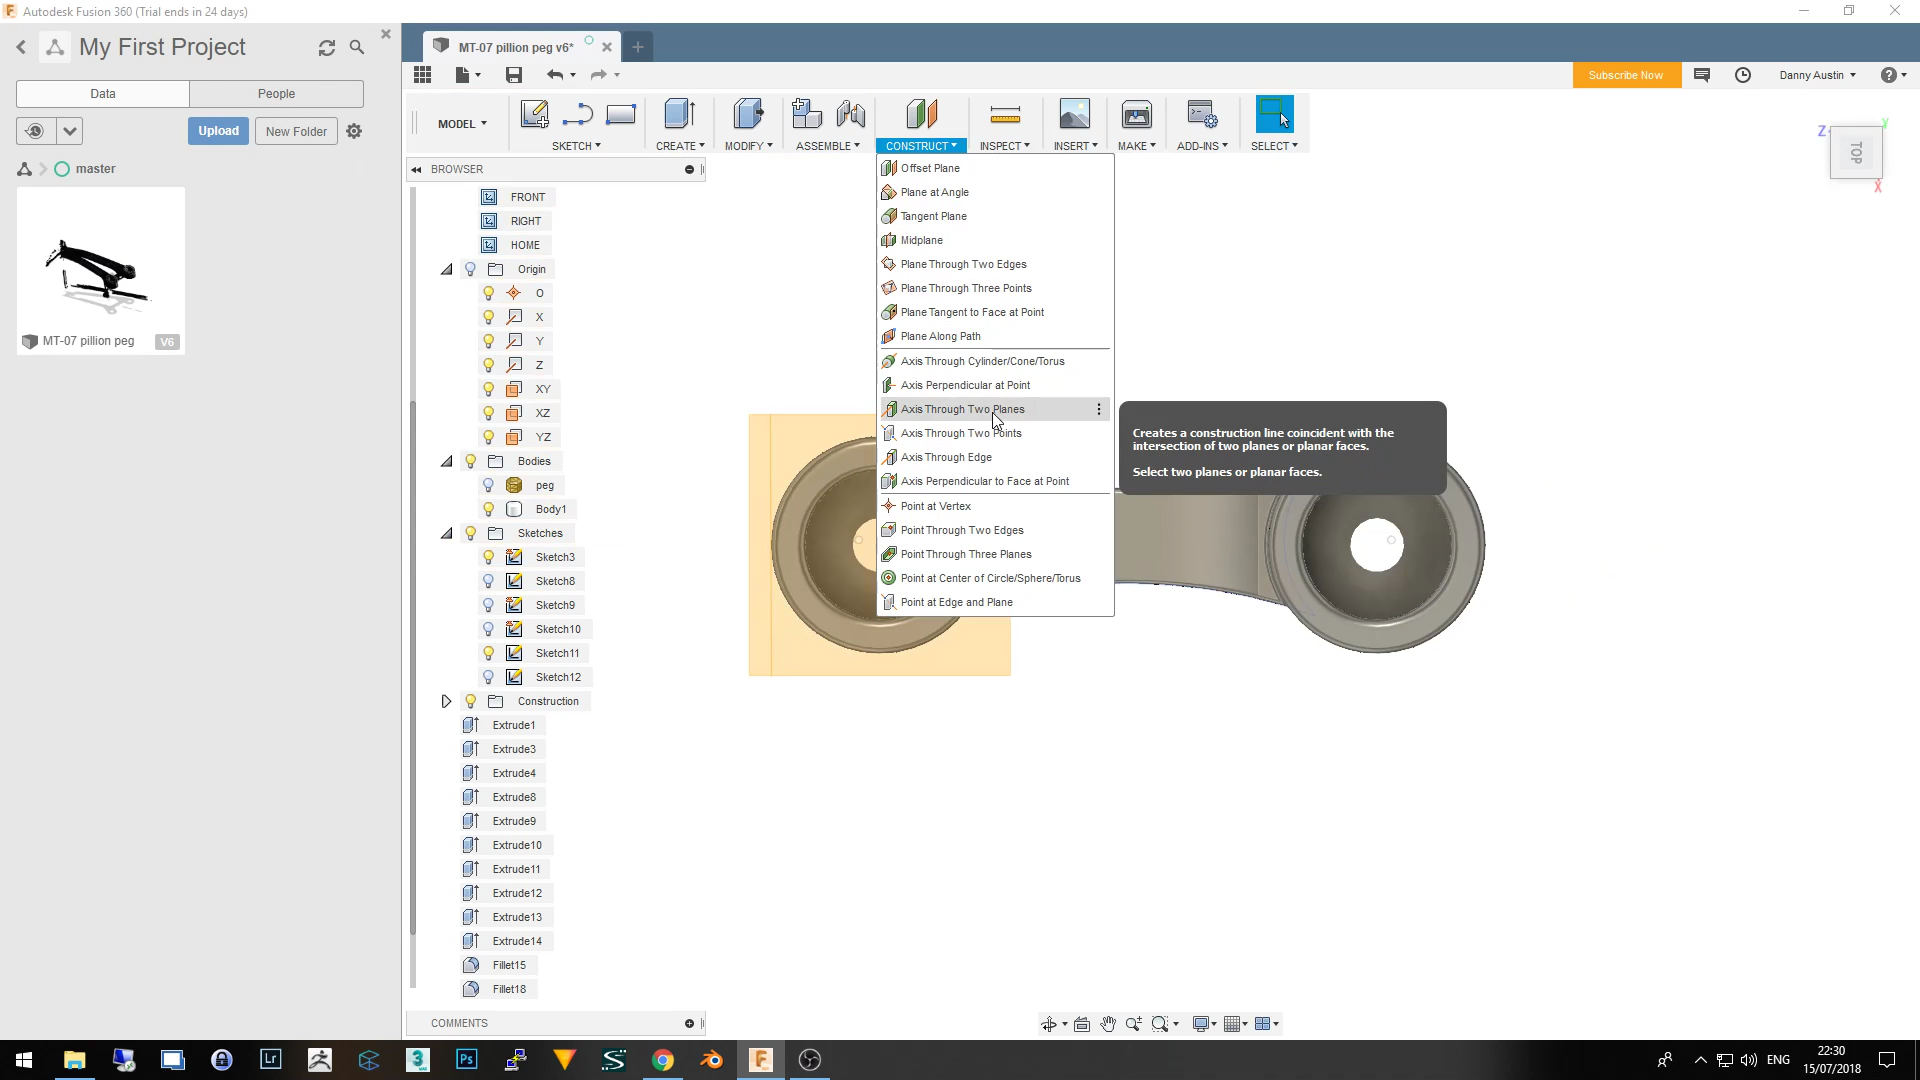 Autodesk Fusion 360 (Trial ends in 24 days)
My First Project
MT-07 pillion peg v6*
Data
People
Subscribe Now
Danny Austin
Upload
New Folder
MODEL
SKETCH
CREATE
MODIFY
ASSEMBLE
CONSTRUCT
INSPECT
INSERT
MAKE
ADD-INS
SELECT
master
MT-07 pillion peg
V6
BROWSER
FRONT
RIGHT
HOME
Origin
O
X
Y
Z
XY
XZ
YZ
Bodies
peg
Body1
Sketches
Sketch3
Sketch8
Sketch9
Sketch10
Sketch11
Sketch12
Construction
Extrude1
Extrude3
Extrude4
Extrude8
Extrude9
Extrude10
Extrude11
Extrude12
Extrude13
Extrude14
Fillet15
Fillet18
COMMENTS
Offset Plane
Plane at Angle
Tangent Plane
Midplane
Plane Through Two Edges
Plane Through Three Points
Plane Tangent to Face at Point
Plane Along Path
Axis Through Cylinder/Cone/Torus
Axis Perpendicular at Point
Axis Through Two Planes
Axis Through Two Points
Axis Through Edge
Axis Perpendicular to Face at Point
Point at Vertex
Point Through Two Edges
Point Through Three Planes
Point at Center of Circle/Sphere/Torus
Point at Edge and Plane
Creates a construction line coincident with the
intersection of two planes or planar faces.
Select two planes or planar faces.
Z
Y
TOP
X
Lr
Ps
ENG
22:30
15/07/2018